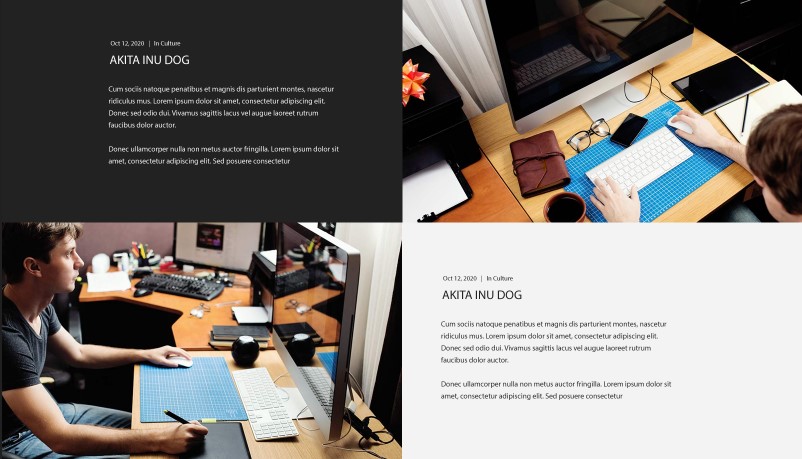 Oct 12, 2020 | In Culture
AKITA INU DOG
Cum sociis natoque penatibus et magnis dis parturient montes, nascetur
ridiculus mus. Lorem ipsum dolor sit amet, consectetur adipiscing elit.
Donec sed odio dui. Vivamus sagittis lacus vel augue laoreet rutrum
faucibus dolor auctor.
Donec ullamcorper nulla non metus auctor fringilla. Lorem ipsum dolor sit
amet, consectetur adipiscing elit. Sed posuere consectetur
Oct 12, 2020 | In Culture
AKITA INU DOG
Cum sociis natoque penatibus et magnis dis parturient montes, nascetur
ridiculus mus. Lorem ipsum dolor sit amet, consectetur adipiscing elit.
Donec sed odio dui. Vivamus sagittis lacus vel augue laoreet rutrum
faucibus dolor auctor.
Donec ullamcorper nulla non metus auctor fringilla. Lorem ipsum dolor sit
amet, consectetur adipiscing elit. Sed posuere consectetur